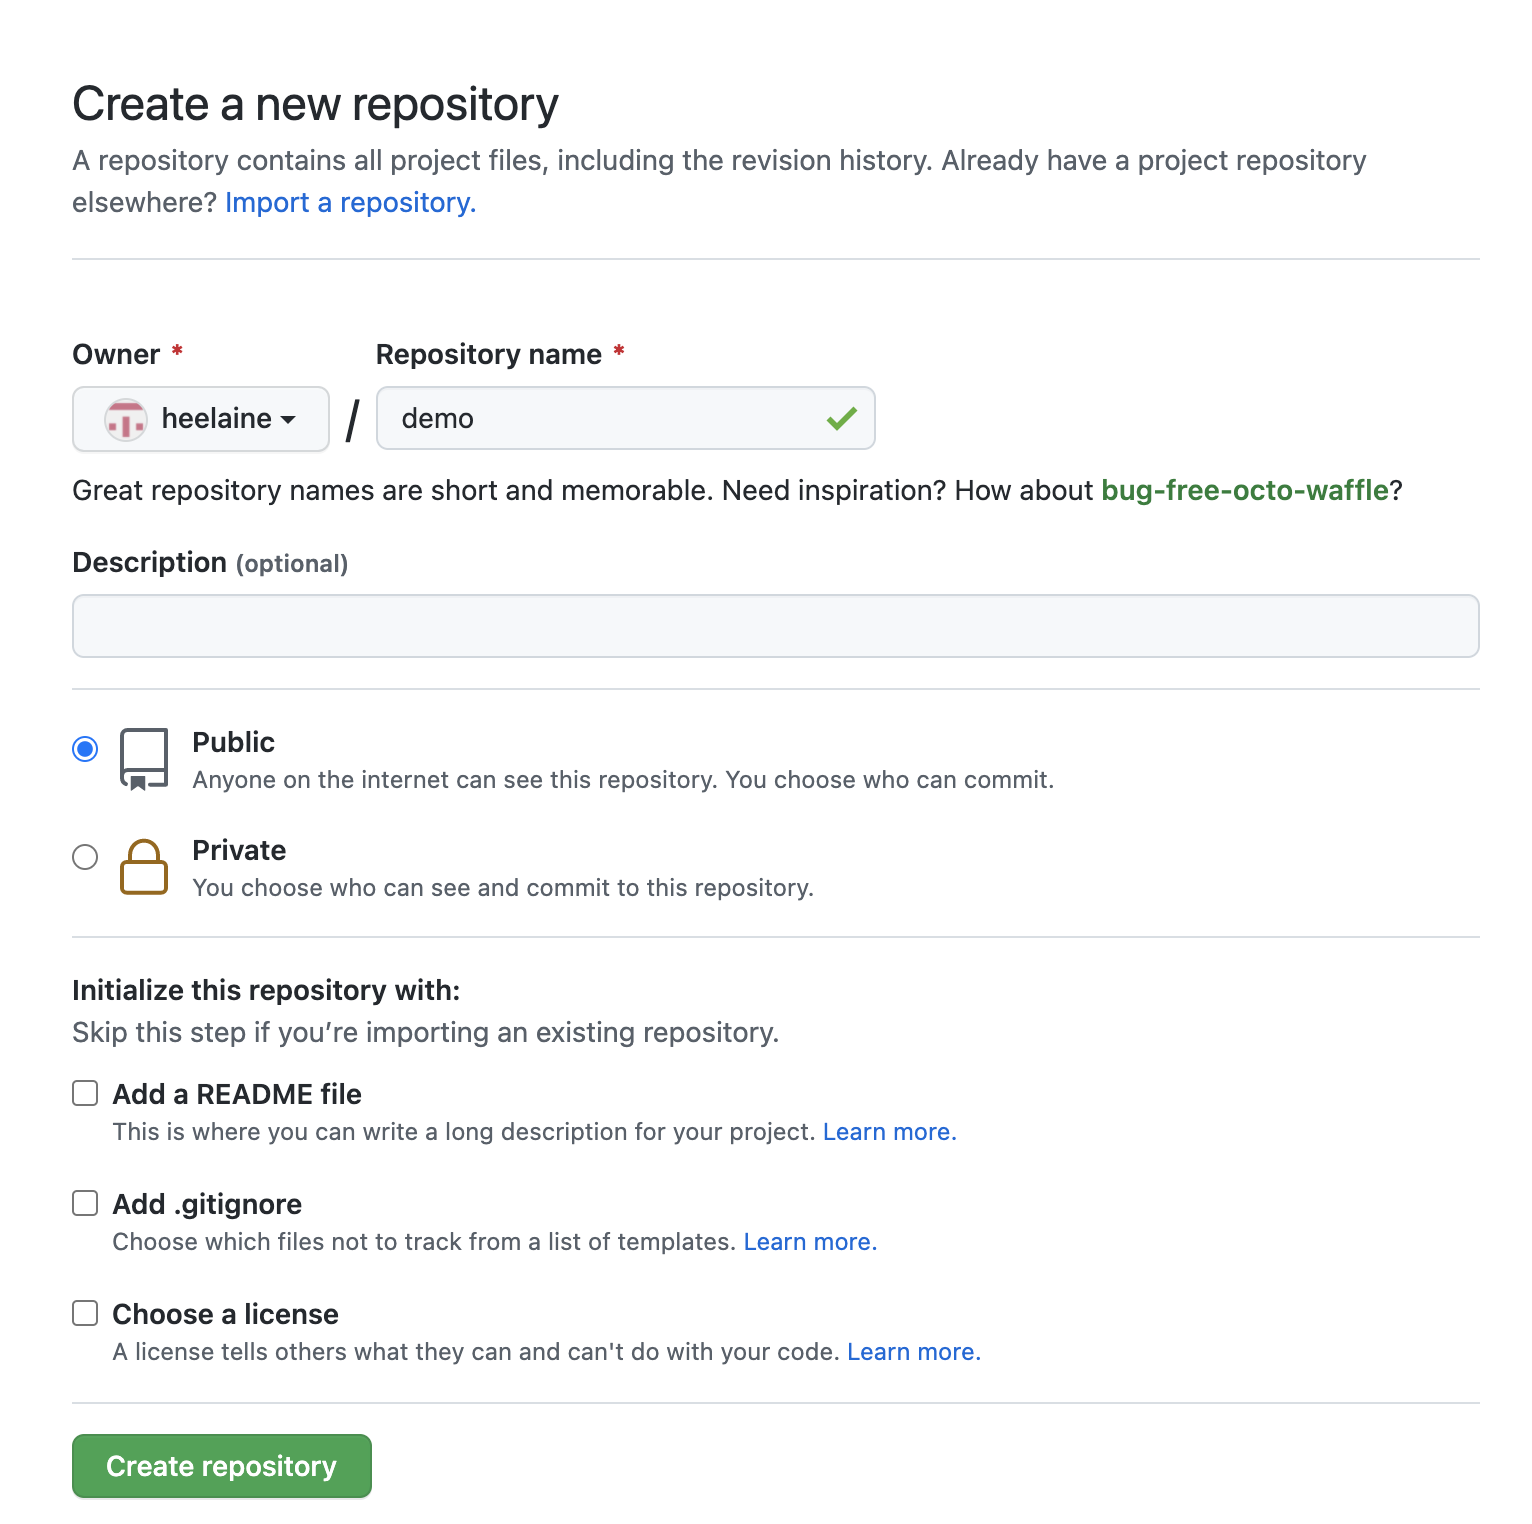 Create a new repository
A repository contains all project files, including the revision history. Already have a project repository
elsewhere? Import a repository.
Owner * Repository name *
heelaine / demo
Great repository names are short and memorable. Need inspiration? How about bug-free-octo-waffle?
Description (optional)
Public
Anyone on the internet can see this repository. You choose who can commit.
Private
You choose who can see and commit to this repository.
Initialize this repository with:
Skip this step if you’re importing an existing repository.
Add a README file
This is where you can write a long description for your project. Learn more.
Add .gitignore
Choose which files not to track from a list of templates. Learn more.
Choose a license
A license tells others what they can and can't do with your code. Learn more.
Create repository